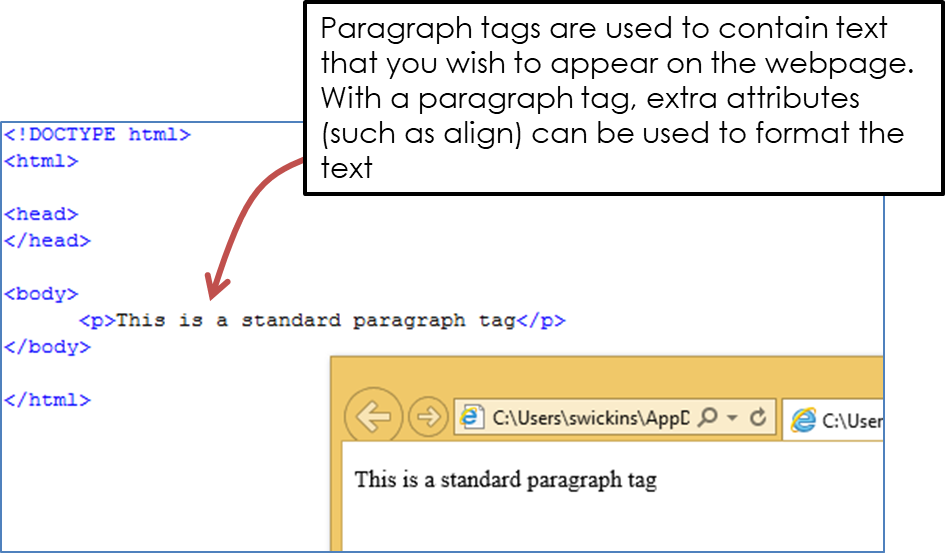 Paragraph tags are used to contain text
that you wish to appear on the webpage.
With a paragraph tag, extra attributes
(such as align) can be used to format the
text
<!DOCTYPE html>
<html>
<head>
</head>
<body>
<p>This is a standard paragraph tag</p>
</body>
</html>
C:\Users\swickins\AppD
C:\User
This is a standard paragraph tag